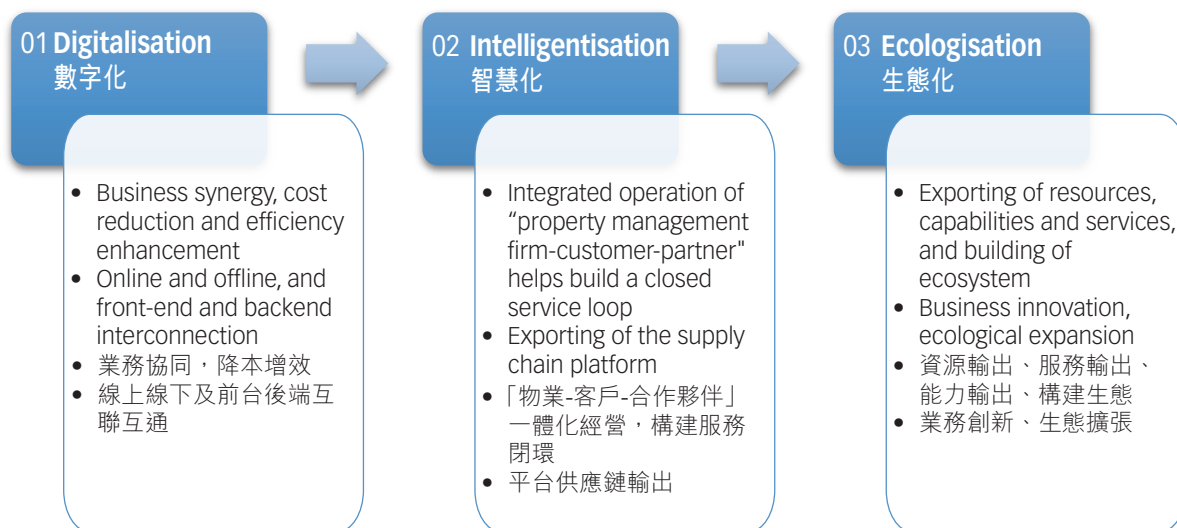 01 Digitalisation
數字化
• Business synergy, cost
reduction and efficiency
enhancement
• Online and offline, and
front-end and backend
interconnection
• 業務協同，降本增效
• 線上線下及前台後端互
聯互通
02 Intelligentisation
智慧化
• Integrated operation of
“property management
firm-customer-partner"
helps build a closed
service loop
• Exporting of the supply
chain platform
• 「物業-客戶-合作夥伴」
一體化經營，構建服務
閉環
• 平台供應鏈輸出
03 Ecologisation
生態化
• Exporting of resources,
capabilities and services,
and building of
ecosystem
• Business innovation,
ecological expansion
• 資源輸出、服務輸出、
能力輸出、構建生態
• 業務創新、生態擴張